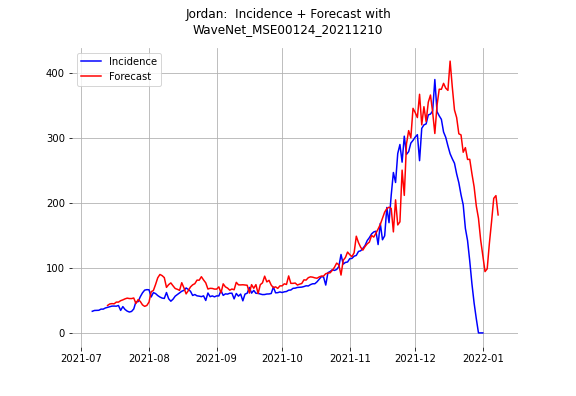 Jordan:  Incidence + Forecast with
WaveNet_MSE00124_20211210
Incidence
Forecast
400
300
200
100
0
2021-07 2021-08 2021-09 2021-10 2021-11 2021-12 2022-01